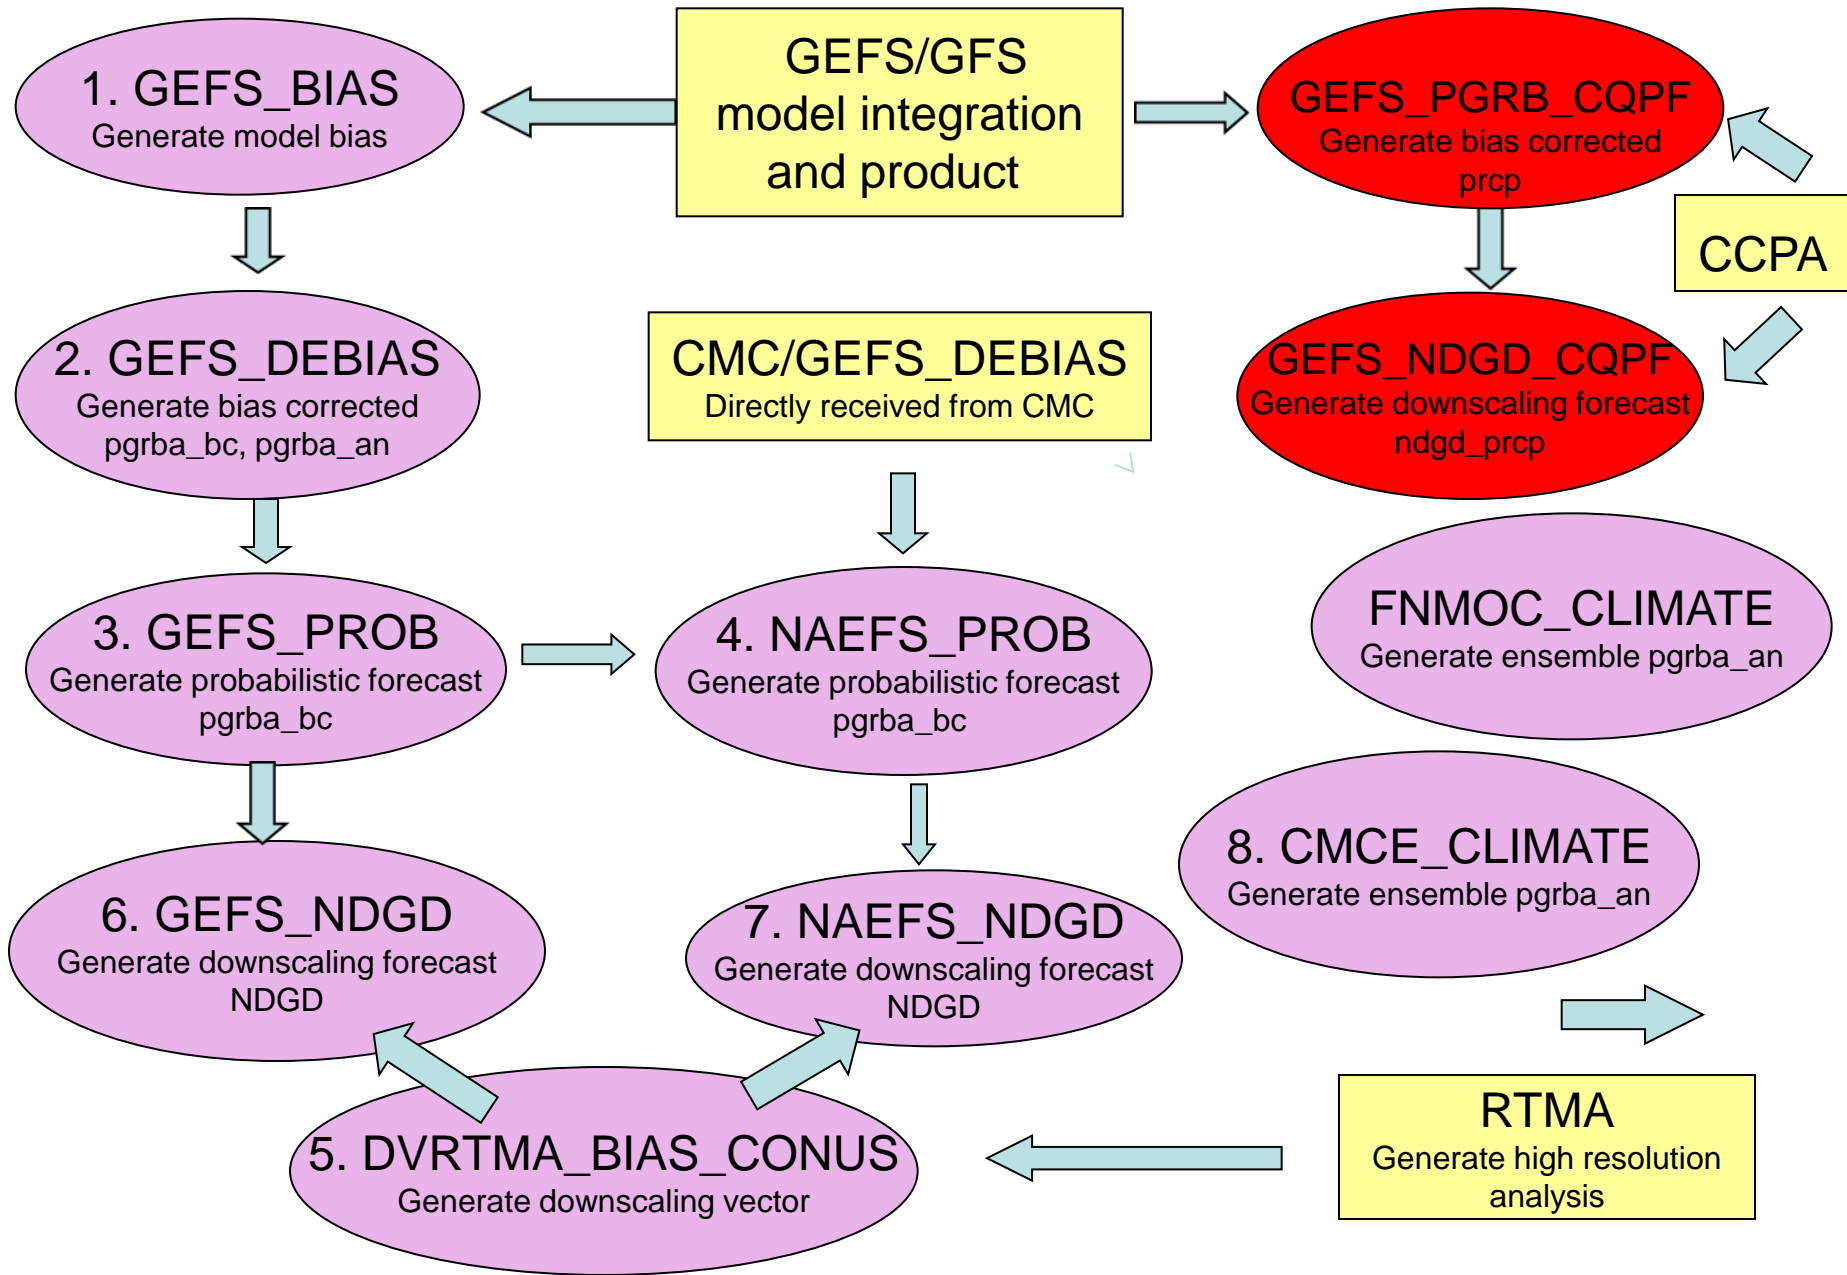 GEFS/GFS
model integration
and product
1. GEFS_BIAS
Generate model bias
GEFS_PGRB_CQPF
Generate bias corrected
prcp
CCPA
2. GEFS_DEBIAS
Generate bias corrected
pgrba_bc, pgrba_an
CMC/GEFS_DEBIAS
Directly received from CMC
GEFS_NDGD_CQPF
Generate downscaling forecast
ndgd_prcp
3. GEFS_PROB
Generate probabilistic forecast
pgrba_bc
4. NAEFS_PROB
Generate probabilistic forecast
pgrba_bc
FNMOC_CLIMATE
Generate ensemble pgrba_an
8. CMCE_CLIMATE
Generate ensemble pgrba_an
6. GEFS_NDGD
Generate downscaling forecast
NDGD
7. NAEFS_NDGD
Generate downscaling forecast
NDGD
5. DVRTMA_BIAS_CONUS
Generate downscaling vector
RTMA
Generate high resolution
analysis